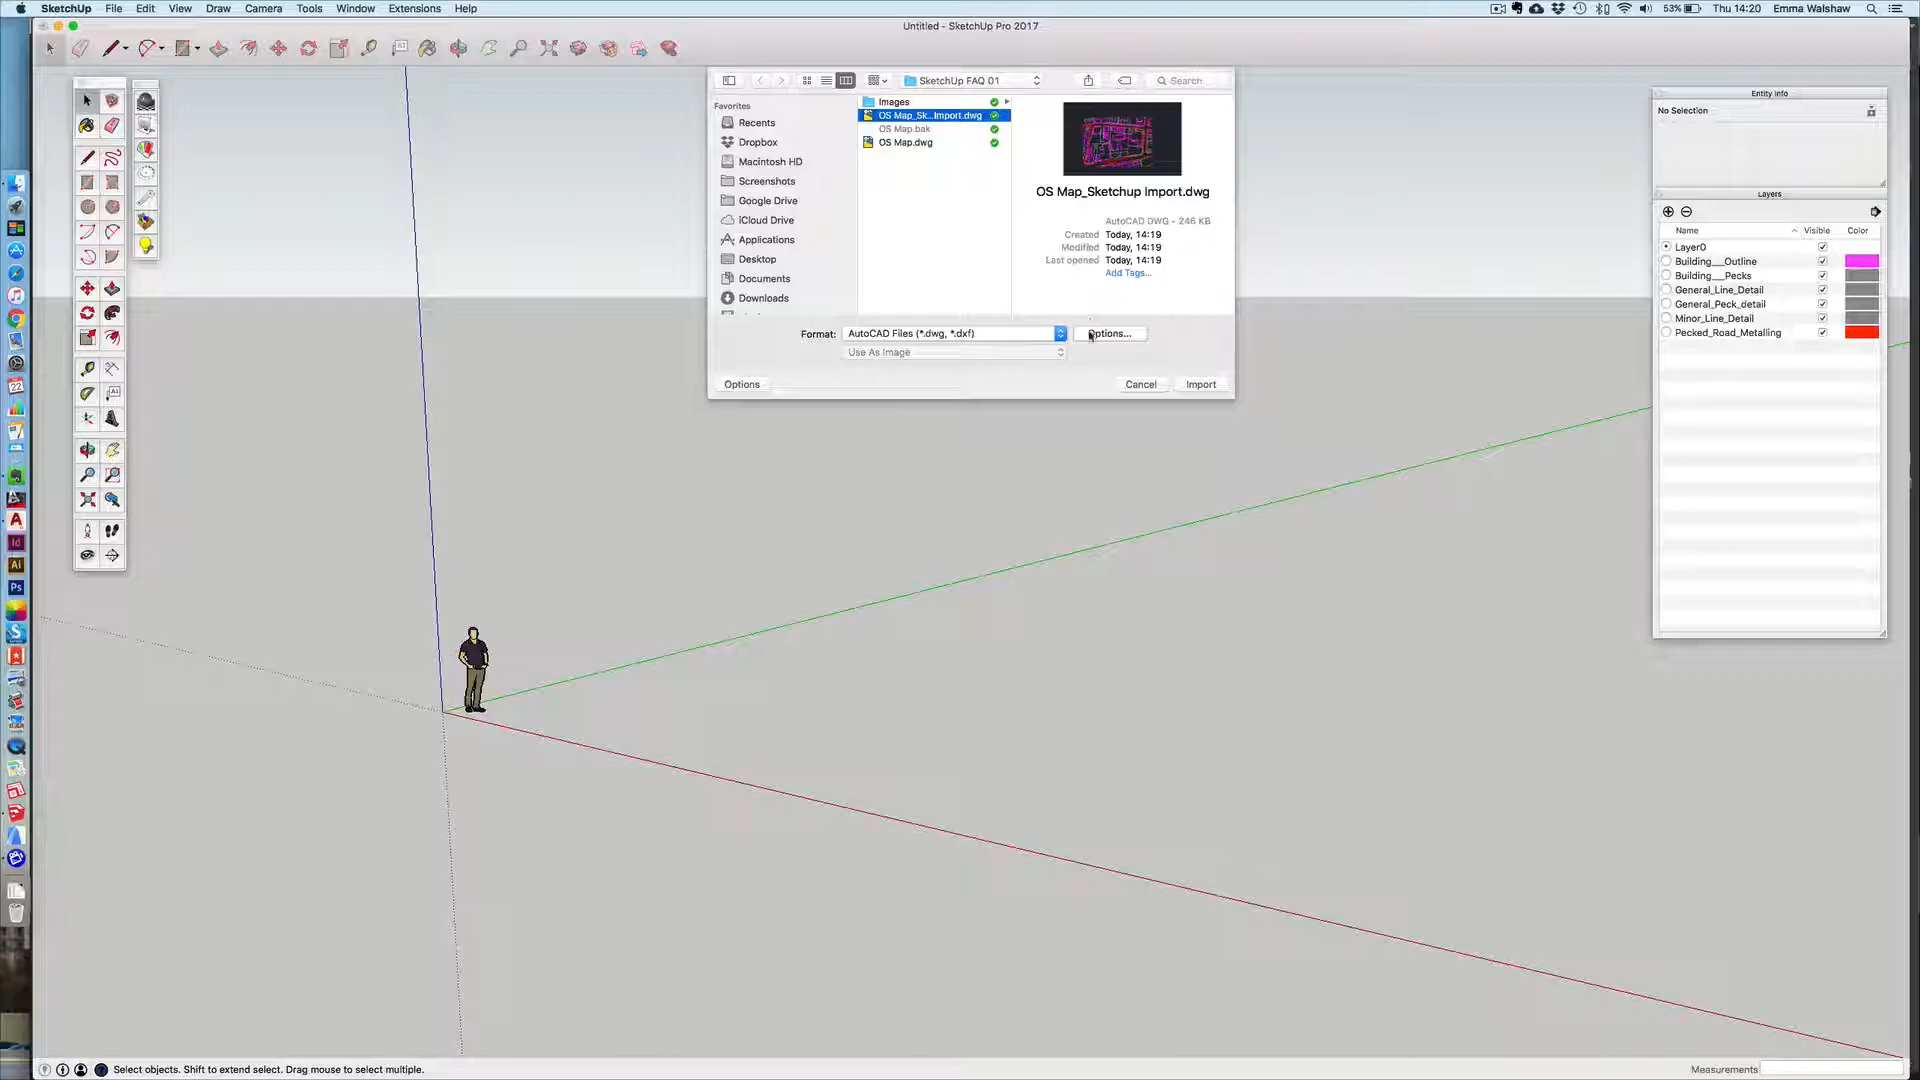 SketchUp File Edit View Draw Camera Tools Window Extensions Help
53% Thu 14:20 Emma Walshaw
Untitled - SketchUp Pro 2017
SketchUp FAQ 01
Search
Favorites
Recents
Dropbox
Macintosh HD
Screenshots
Google Drive
iCloud Drive
Applications
Desktop
Documents
Downloads
Images
OS Map_Sk...Import.dwg
OS Map.bak
OS Map.dwg
OS Map_Sketchup Import.dwg
AutoCAD DWG - 246 KB
Created Today, 14:19
Modified Today, 14:19
Last opened Today, 14:19
Add Tags...
Format: AutoCAD Files (*.dwg, *.dxf)
Options...
Use As Image
Options
Cancel
Import
Entity Info
No Selection
Layers
Name Visible Color
Layer0
Building___Outline
Building___Pecks
General_Line_Detail
General_Peck_detail
Minor_Line_Detail
Pecked_Road_Metalling
Id
Ai
Ps
Select objects. Shift to extend select. Drag mouse to select multiple.
Measurements